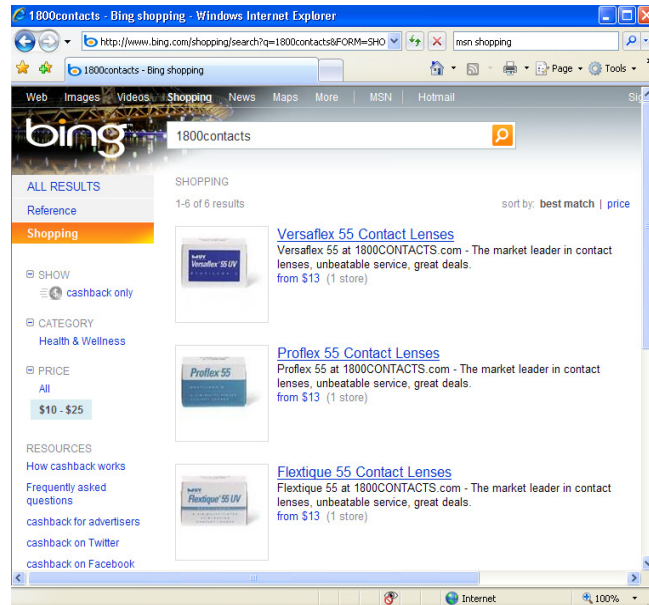 1800contacts - Bing shopping - Windows Internet Explorer
http://www.bing.com/shopping/search?q=1800contacts&FORM=SHO
msn shopping
1800contacts - Bing shopping
Page
Tools
Web Images Videos Shopping News Maps More MSN Hotmail
bing
1800contacts
ALL RESULTS
Reference
Shopping
SHOW
cashback only
CATEGORY
Health & Wellness
PRICE
All
$10 - $25
RESOURCES
How cashback works
Frequently asked
questions
cashback for advertisers
cashback on Twitter
cashback on Facebook
SHOPPING
1-6 of 6 results
sort by: best match | price
Versaflex 55 UV
Versaflex 55 Contact Lenses
Versaflex 55 at 1800CONTACTS.com - The market leader in contact
lenses, unbeatable service, great deals.
from $13 (1 store)
Proflex 55
Proflex 55 Contact Lenses
Proflex 55 at 1800CONTACTS.com - The market leader in contact
lenses, unbeatable service, great deals.
from $13 (1 store)
Flextique 55 UV
Flextique 55 Contact Lenses
Flextique 55 at 1800CONTACTS.com - The market leader in contact
lenses, unbeatable service, great deals.
from $13 (1 store)
Internet
100%